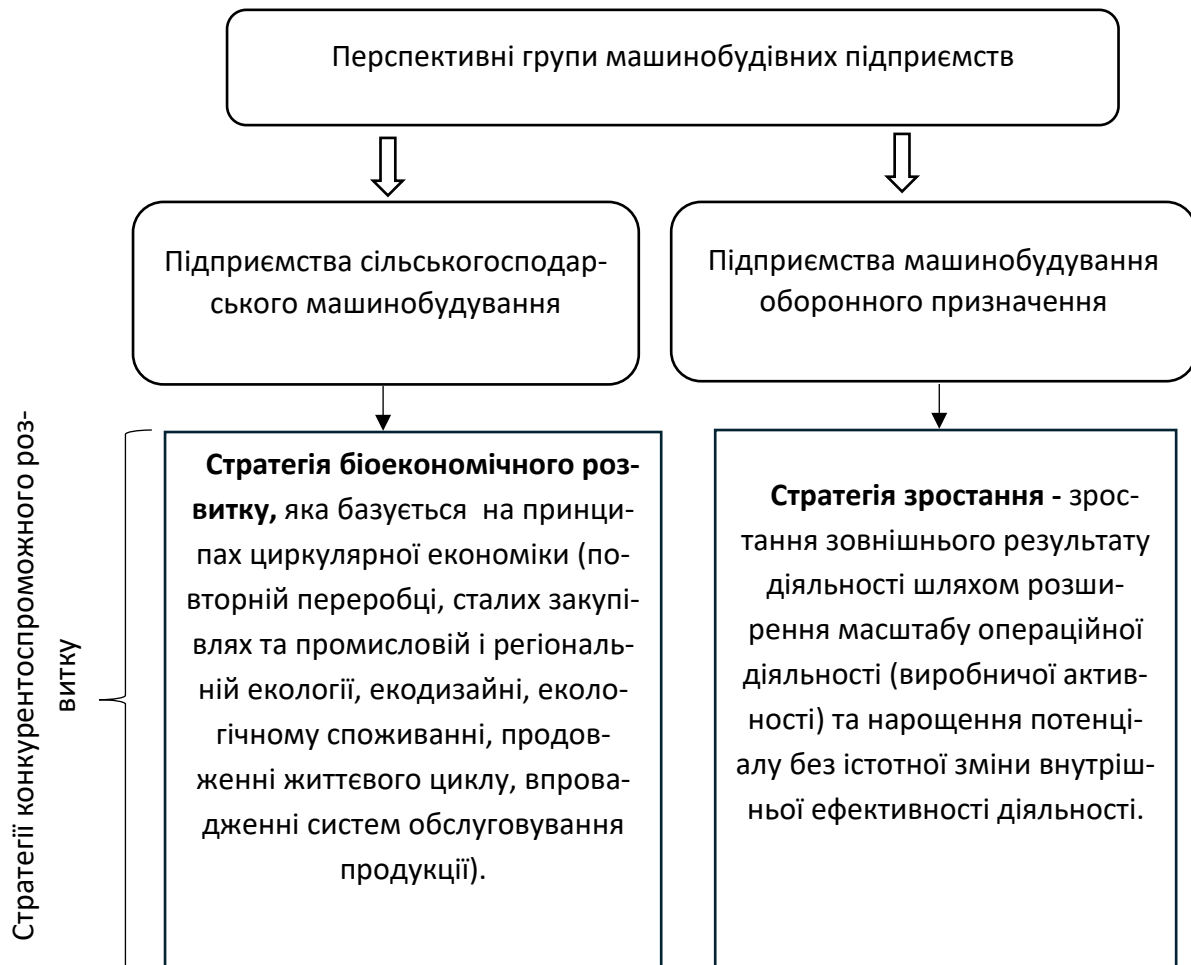 Перспективні групи машинобудівних підприємств
Підприємства сільськогосподар-
ського машинобудування
Підприємства машинобудування
оборонного призначення
Стратегії конкурентоспроможного роз-
витку
Стратегія біоекономічного роз-
витку, яка базується на принци-
пах циркулярної економіки (по-
вторній переробці, сталих закупі-
влях та промисловій і регіональ-
ній екології, екодизайні, еколо-
гічному споживанні, продов-
женні життєвого циклу, впрова-
дженні систем обслуговування
продукції).
Стратегія зростання - зрос-
тання зовнішнього результату
діяльності шляхом розши-
рення масштабу операційної
діяльності (виробничої актив-
ності) та нарощення потенці-
алу без істотної зміни внутріш-
ньої ефективності діяльності.